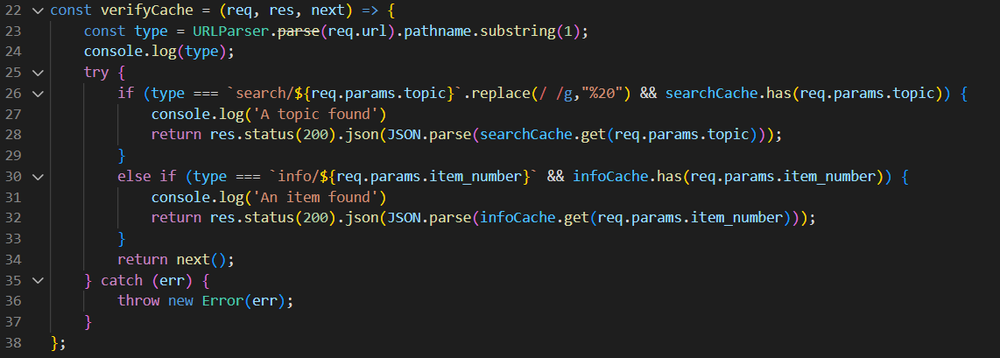 22 const verifyCache = (req, res, next) => {
23     const type = URLParser.parse(req.url).pathname.substring(1);
24     console.log(type);
25     try {
26         if (type === `search/${req.params.topic}`.replace(/ /g,"%20") && searchCache.has(req.params.topic)) {
27             console.log('A topic found')
28             return res.status(200).json(JSON.parse(searchCache.get(req.params.topic)));
29         }
30         else if (type === `info/${req.params.item_number}` && infoCache.has(req.params.item_number)) {
31             console.log('An item found')
32             return res.status(200).json(JSON.parse(infoCache.get(req.params.item_number)));
33         }
34         return next();
35     } catch (err) {
36         throw new Error(err);
37     }
38 };